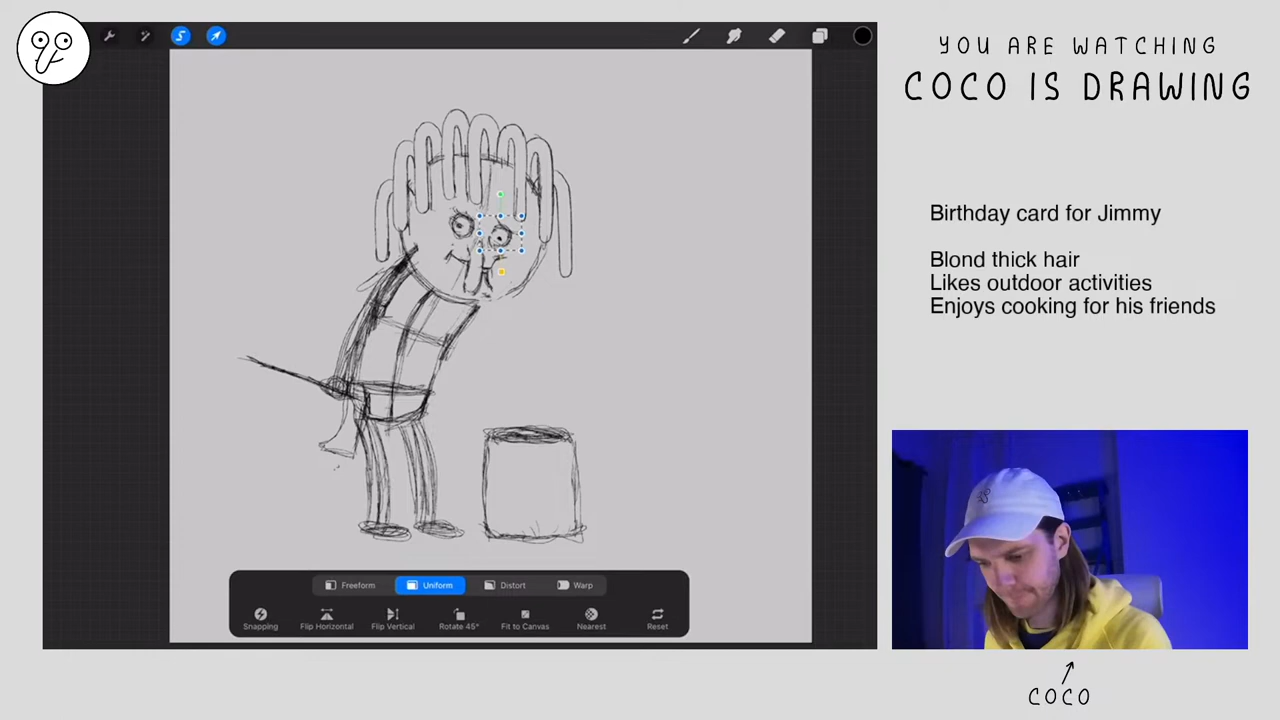 YOU ARE WATCHING
COCO IS DRAWING
Birthday card for Jimmy
Blond thick hair
Likes outdoor activities
Enjoys cooking for his friends
S
Freeform
Uniform
Distort
Warp
Snapping
Flip Horizontal
Flip Vertical
Rotate 45°
Fit to Canvas
Nearest
Reset
COCO